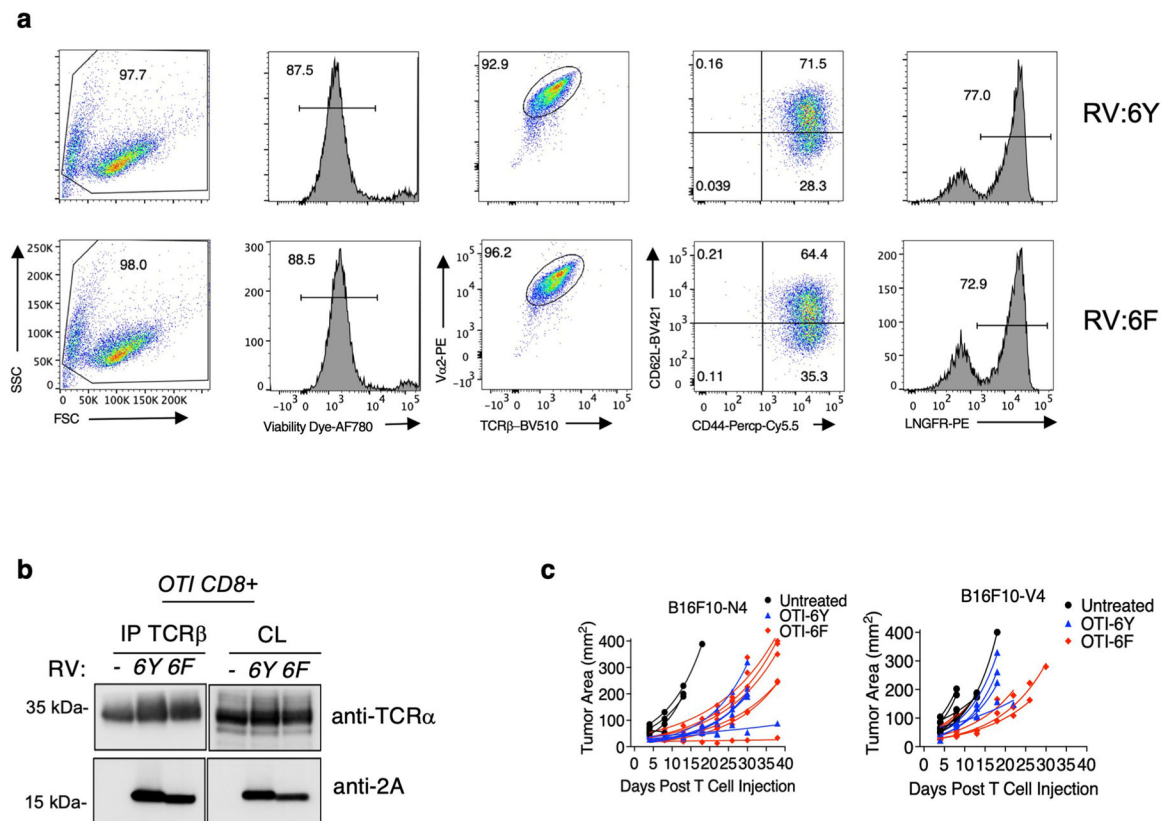 a
97.7
87.5
92.9
0.16
71.5
0.039
28.3
77.0
RV:6Y
250K
200K
150K
100K
50K
0
SSC
98.0
0 50K 100K 150K 200K
FSC
300
200
100
0
88.5
–10³ 10³ 10⁴ 10⁵
Viability Dye-AF780
10⁵
10⁴
10³
–10³
Vα2-PE
96.2
–10³ 10³ 10⁴ 10⁵
TCRβ–BV510
10⁵
10⁴
10³
10²
0
CD62L-BV421
0.21
64.4
0.11
35.3
0 10² 10³ 10⁴ 10⁵
CD44-Percp-Cy5.5
200
150
100
50
0
72.9
0 10² 10³ 10⁴ 10⁵
LNGFR-PE
RV:6F
b
OTI CD8+
IP TCRβ CL
RV: - 6Y 6F - 6Y 6F
35 kDa-
anti-TCRα
15 kDa-
anti-2A
c
B16F10-N4
Untreated
OTI-6Y
OTI-6F
Tumor Area (mm²)
400
300
200
100
0
0 5 10 15 20 25 30 35 40
Days Post T Cell Injection
B16F10-V4
Untreated
OTI-6Y
OTI-6F
Tumor Area (mm²)
400
300
200
100
0
0 5 10 15 20 25 30 35 40
Days Post T Cell Injection